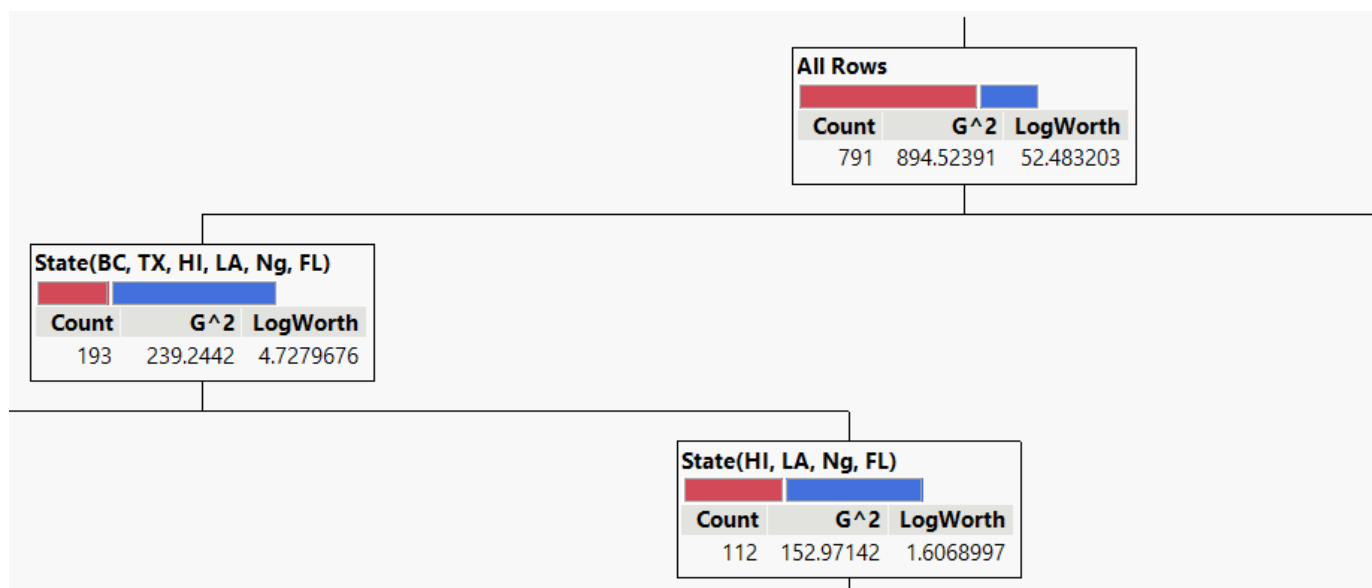 All Rows
Count G^2 LogWorth
791 894.52391 52.483203
State(BC, TX, HI, LA, Ng, FL)
Count G^2 LogWorth
193 239.2442 4.7279676
State(HI, LA, Ng, FL)
Count G^2 LogWorth
112 152.97142 1.6068997